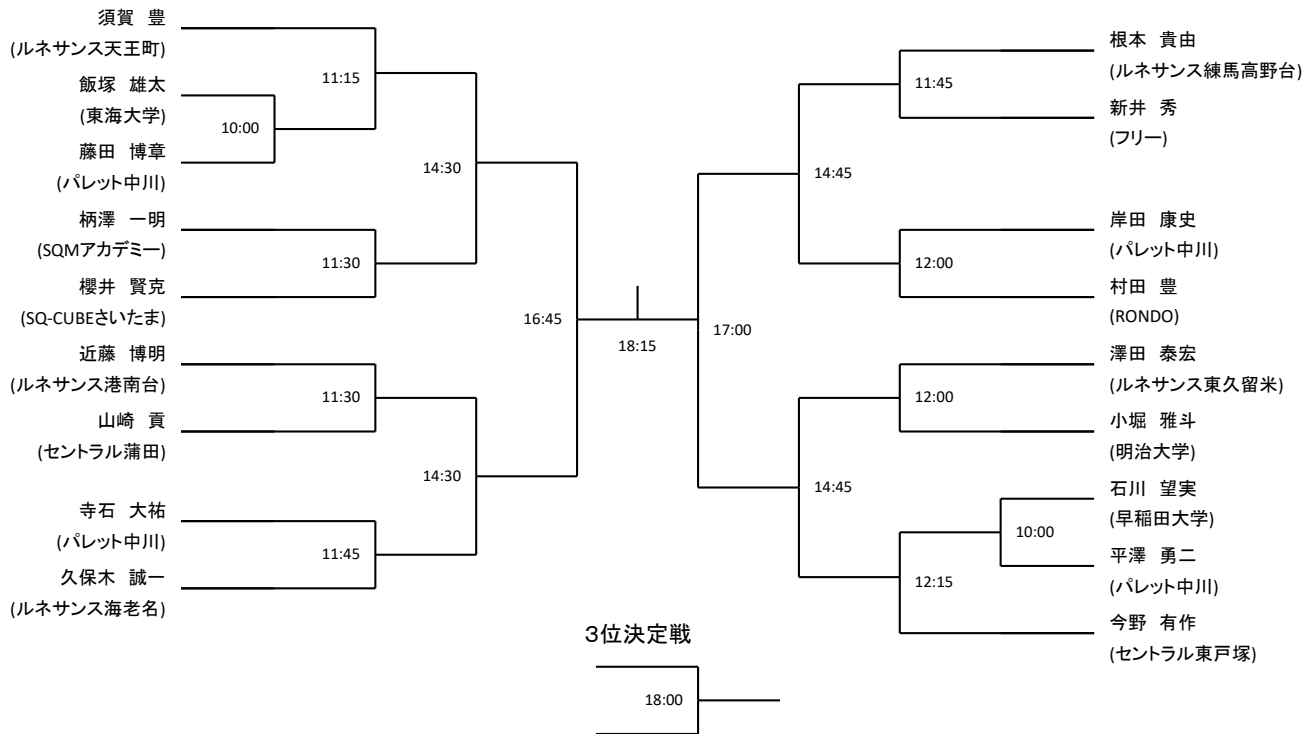 須賀 豊
(ルネサンス天王町)
11:15
飯塚 雄太
(東海大学)
10:00
藤田 博章
(パレット中川)
14:30
柄澤 一明
(SQMアカデミー)
11:30
櫻井 賢克
(SQ-CUBEさいたま)
16:45
近藤 博明
(ルネサンス港南台)
11:30
山崎 貢
(セントラル蒲田)
14:30
寺石 大祐
(パレット中川)
11:45
久保木 誠一
(ルネサンス海老名)
18:15
根本 貴由
(ルネサンス練馬高野台)
11:45
新井 秀
(フリー)
14:45
岸田 康史
(パレット中川)
12:00
村田 豊
(RONDO)
17:00
澤田 泰宏
(ルネサンス東久留米)
12:00
小堀 雅斗
(明治大学)
14:45
石川 望実
(早稲田大学)
10:00
平澤 勇二
(パレット中川)
12:15
今野 有作
(セントラル東戸塚)
3位決定戦
18:00